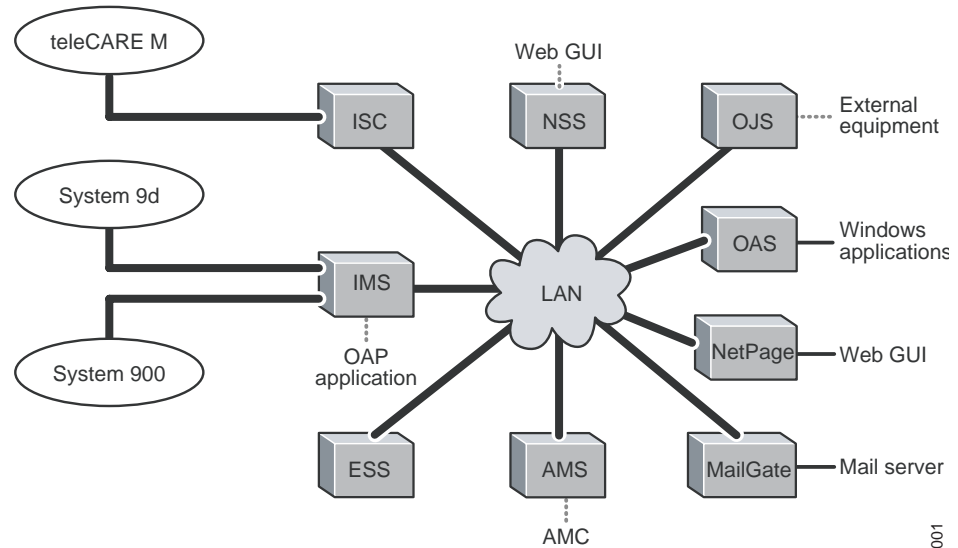 teleCARE M
Web GUI
ISC
NSS
OJS
External
equipment
System 9d
OAS
Windows
applications
IMS
LAN
OAP
application
NetPage
Web GUI
System 900
ESS
AMS
MailGate
Mail server
AMC
001